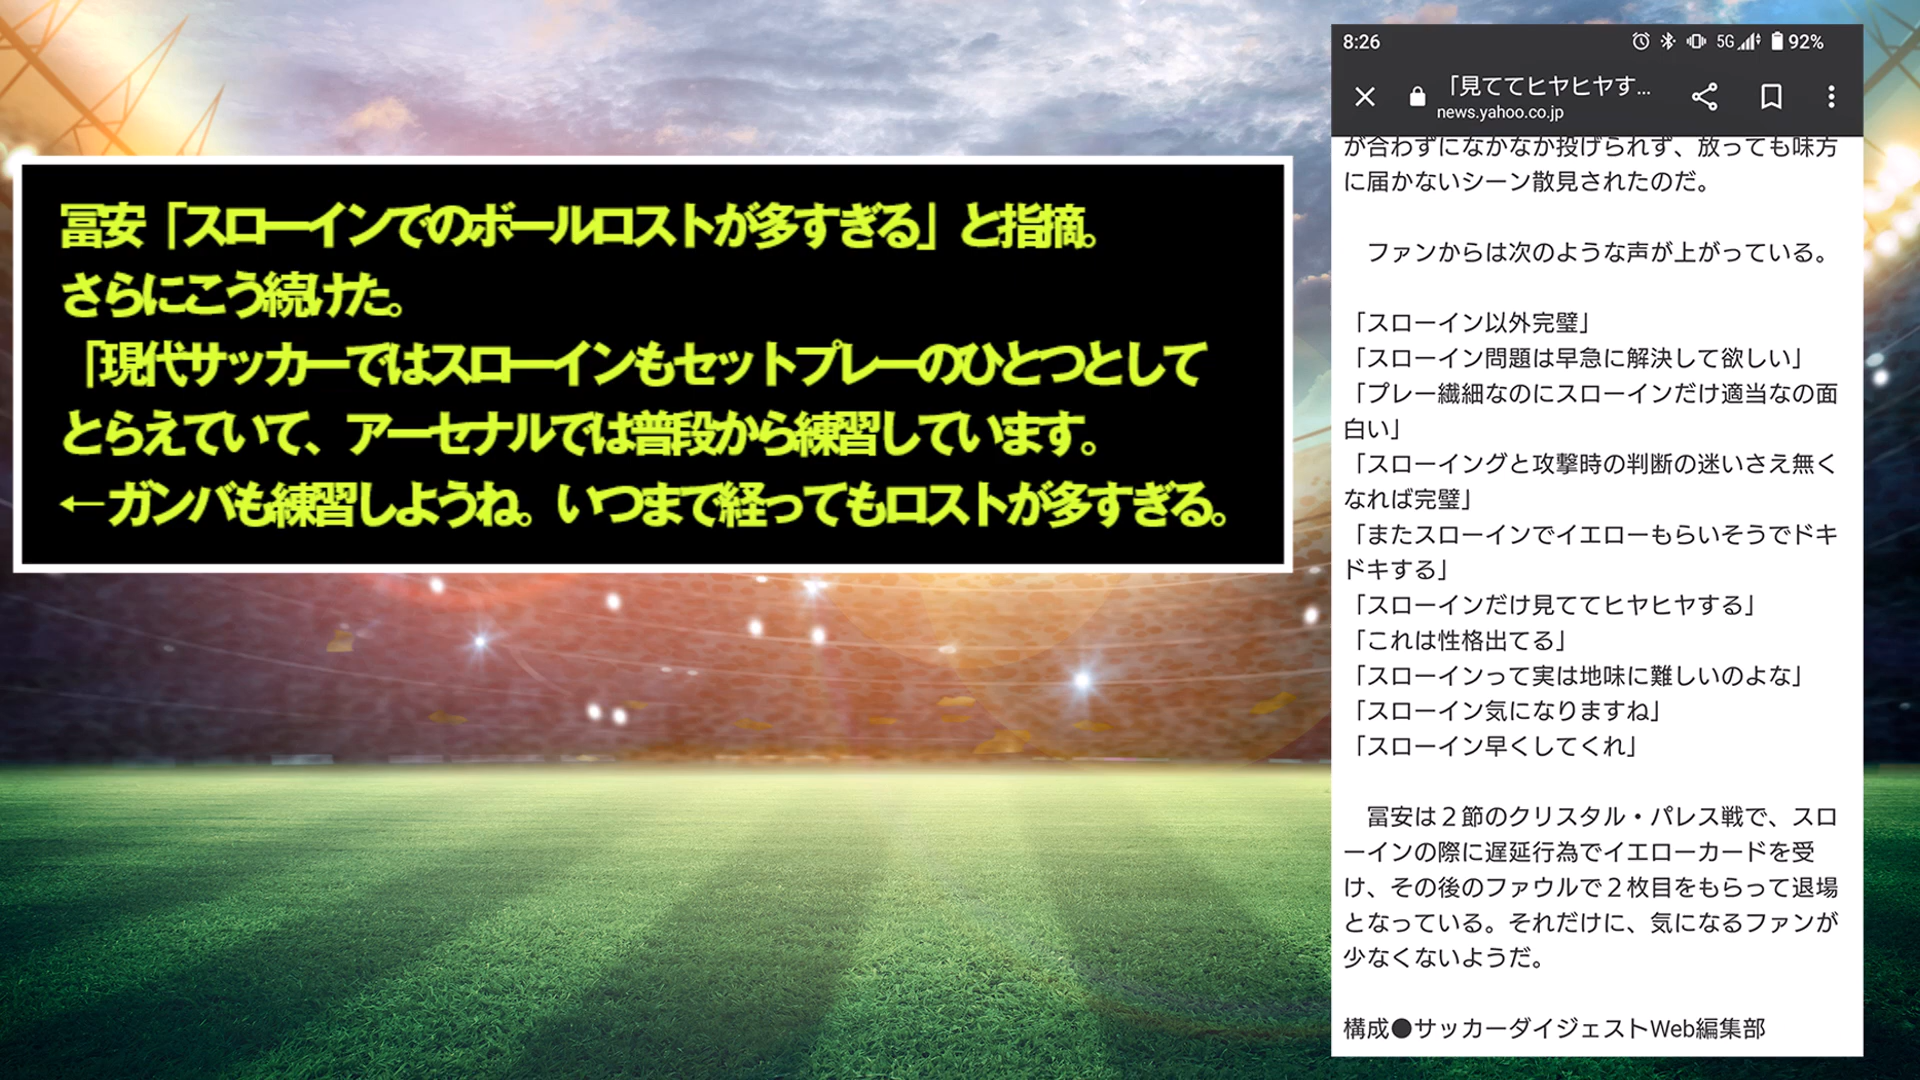 冨安「スローインでのボールロストが多すぎる」と指摘。
さらにこう続けた。
「現代サッカーではスローインもセットプレーのひとつとして
とらえていて、アーセナルでは普段から練習しています。
←ガンバも練習しようね。いつまで経ってもロストが多すぎる。
8:26 5G 92%
「見ててヒヤヒヤす...
news.yahoo.co.jp
が合わずになかなか投げられず、放っても味方
に届かないシーン散見されたのだ。
ファンからは次のような声が上がっている。
「スローイン以外完璧」
「スローイン問題は早急に解決して欲しい」
「プレー繊細なのにスローインだけ適当なの面
白い」
「スローイングと攻撃時の判断の迷いさえ無く
なれば完璧」
「またスローインでイエローもらいそうでドキ
ドキする」
「スローインだけ見ててヒヤヒヤする」
「これは性格出てる」
「スローインって実は地味に難しいのよな」
「スローイン気になりますね」
「スローイン早くしてくれ」
冨安は２節のクリスタル・パレス戦で、スロ
ーインの際に遅延行為でイエローカードを受
け、その後のファウルで２枚目をもらって退場
となっている。それだけに、気になるファンが
少なくないようだ。
構成●サッカーダイジェストWeb編集部